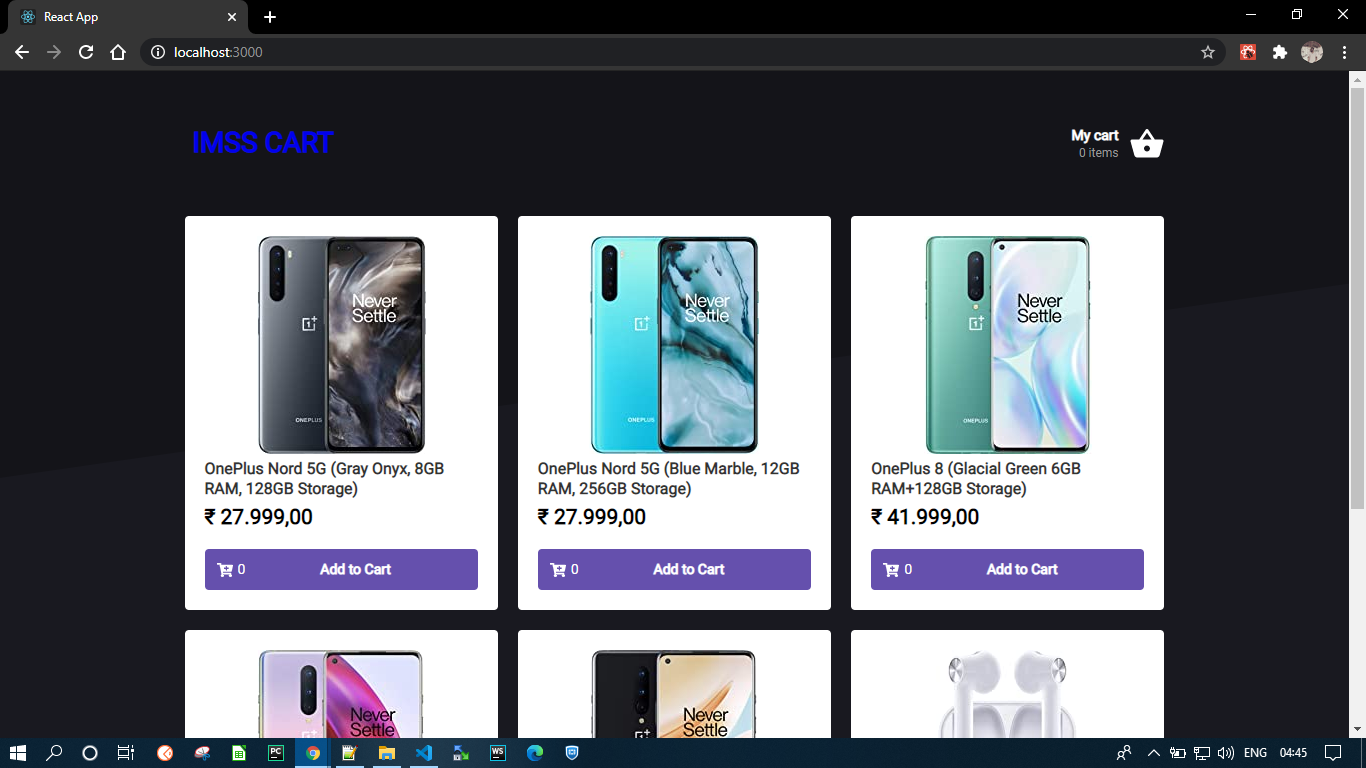 React App
localhost:3000
IMSS CART
My cart
0 items
Never
Settle
ONEPLUS
Never
Settle
ONEPLUS
Never
Settle
ONEPLUS
OnePlus Nord 5G (Gray Onyx, 8GB
RAM, 128GB Storage)
₹ 27.999,00
0 Add to Cart
OnePlus Nord 5G (Blue Marble, 12GB
RAM, 256GB Storage)
₹ 27.999,00
0 Add to Cart
OnePlus 8 (Glacial Green 6GB
RAM+128GB Storage)
₹ 41.999,00
0 Add to Cart
Never
Settle
Never
Settle
PC
WS
ENG
04:45